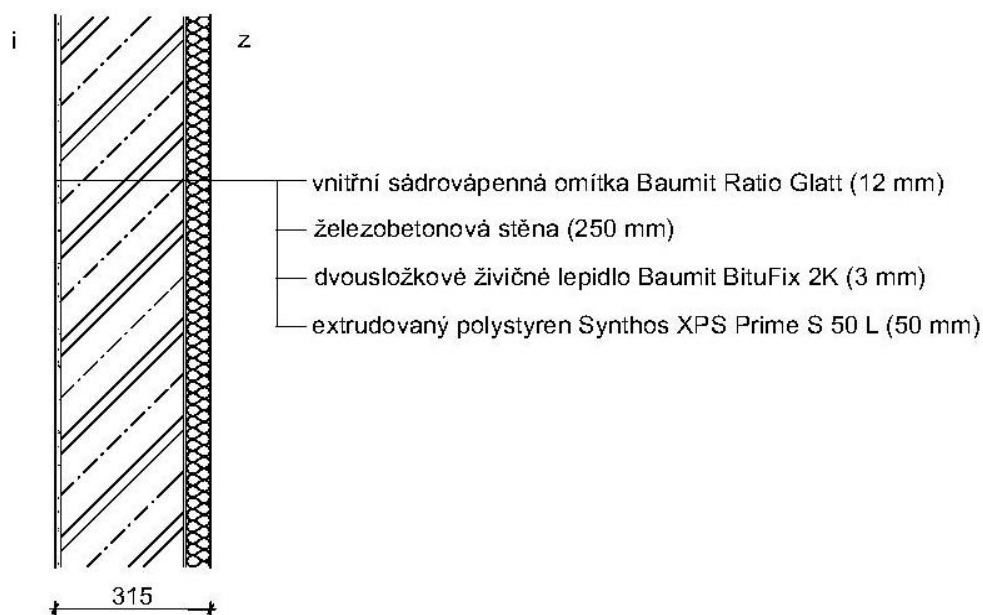 i
z
vnitřní sádrovápenná omítka Baumit Ratio Glatt (12 mm)
železobetonová stěna (250 mm)
dvousložkové živičné lepidlo Baumit BituFix 2K (3 mm)
extrudovaný polystyren Synthos XPS Prime S 50 L (50 mm)
315